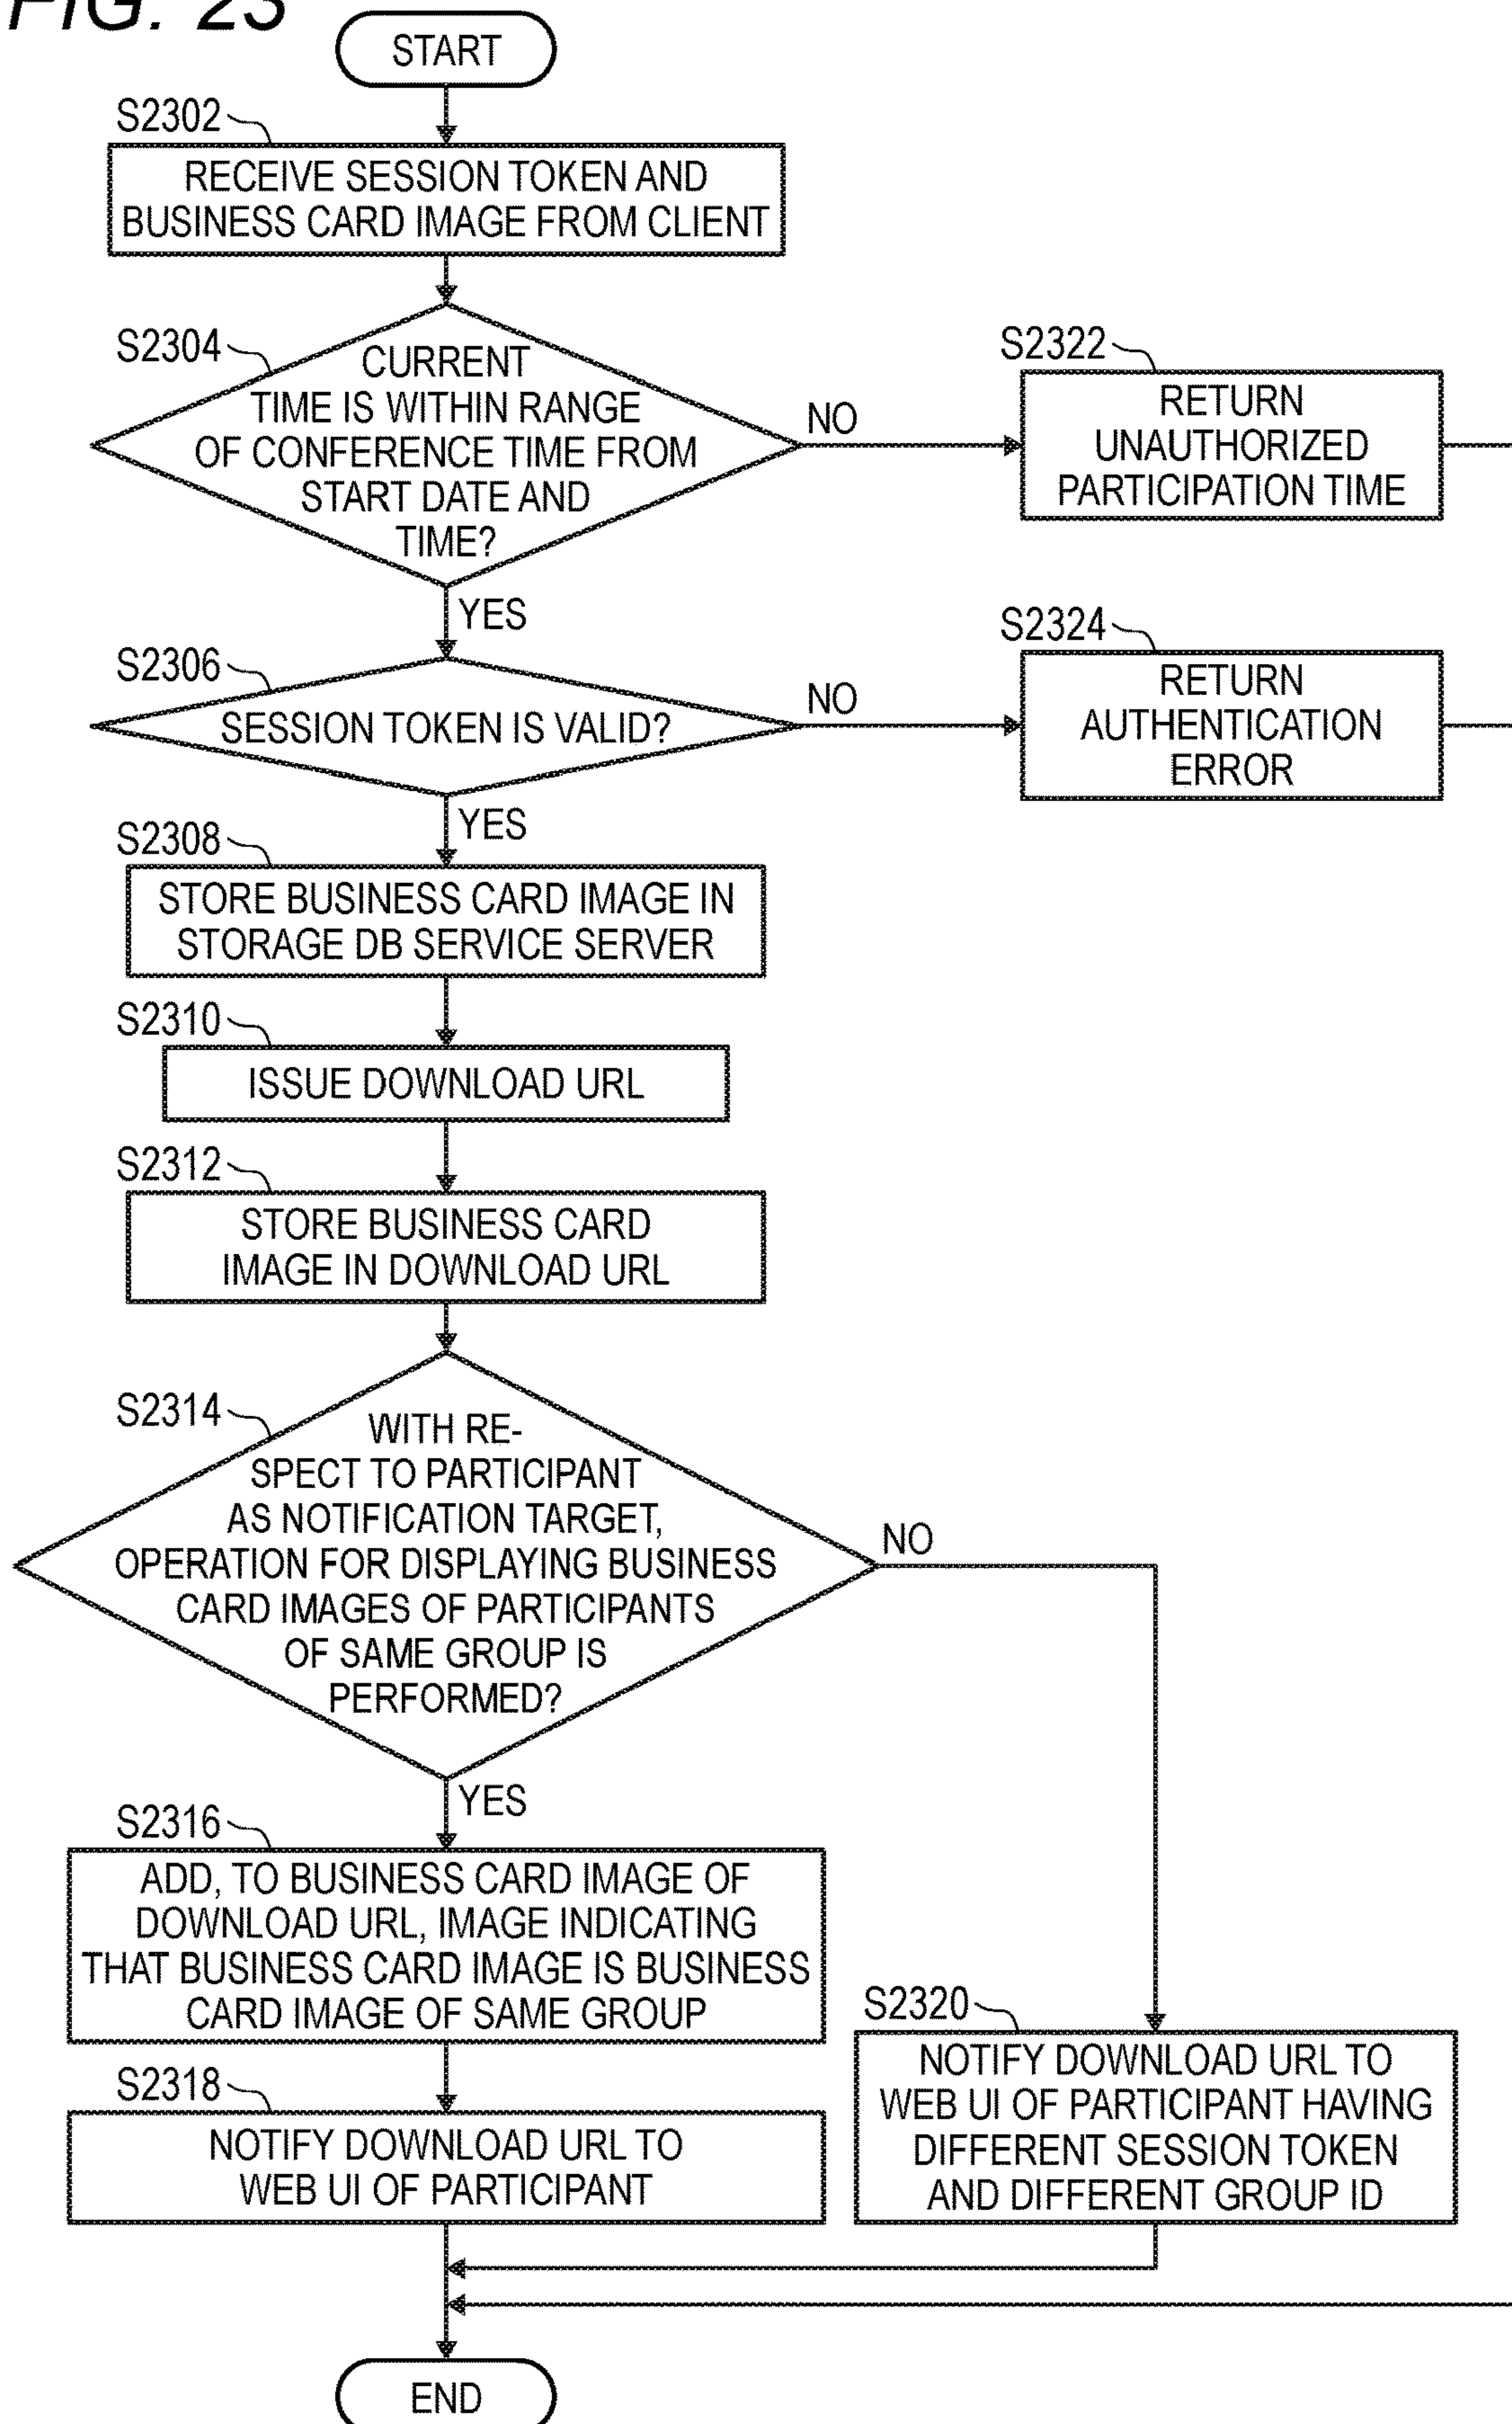 FIG. 23
START
S2302
RECEIVE SESSION TOKEN AND
BUSINESS CARD IMAGE FROM CLIENT
S2304
CURRENT
TIME IS WITHIN RANGE
OF CONFERENCE TIME FROM
START DATE AND
TIME?
NO
S2322
RETURN
UNAUTHORIZED
PARTICIPATION TIME
YES
S2306
SESSION TOKEN IS VALID?
NO
S2324
RETURN
AUTHENTICATION
ERROR
YES
S2308
STORE BUSINESS CARD IMAGE IN
STORAGE DB SERVICE SERVER
S2310
ISSUE DOWNLOAD URL
S2312
STORE BUSINESS CARD
IMAGE IN DOWNLOAD URL
S2314
WITH RE-
SPECT TO PARTICIPANT
AS NOTIFICATION TARGET,
OPERATION FOR DISPLAYING BUSINESS
CARD IMAGES OF PARTICIPANTS
OF SAME GROUP IS
PERFORMED?
NO
YES
S2316
ADD, TO BUSINESS CARD IMAGE OF
DOWNLOAD URL, IMAGE INDICATING
THAT BUSINESS CARD IMAGE IS BUSINESS
CARD IMAGE OF SAME GROUP
S2318
NOTIFY DOWNLOAD URL TO
WEB UI OF PARTICIPANT
S2320
NOTIFY DOWNLOAD URL TO
WEB UI OF PARTICIPANT HAVING
DIFFERENT SESSION TOKEN
AND DIFFERENT GROUP ID
END